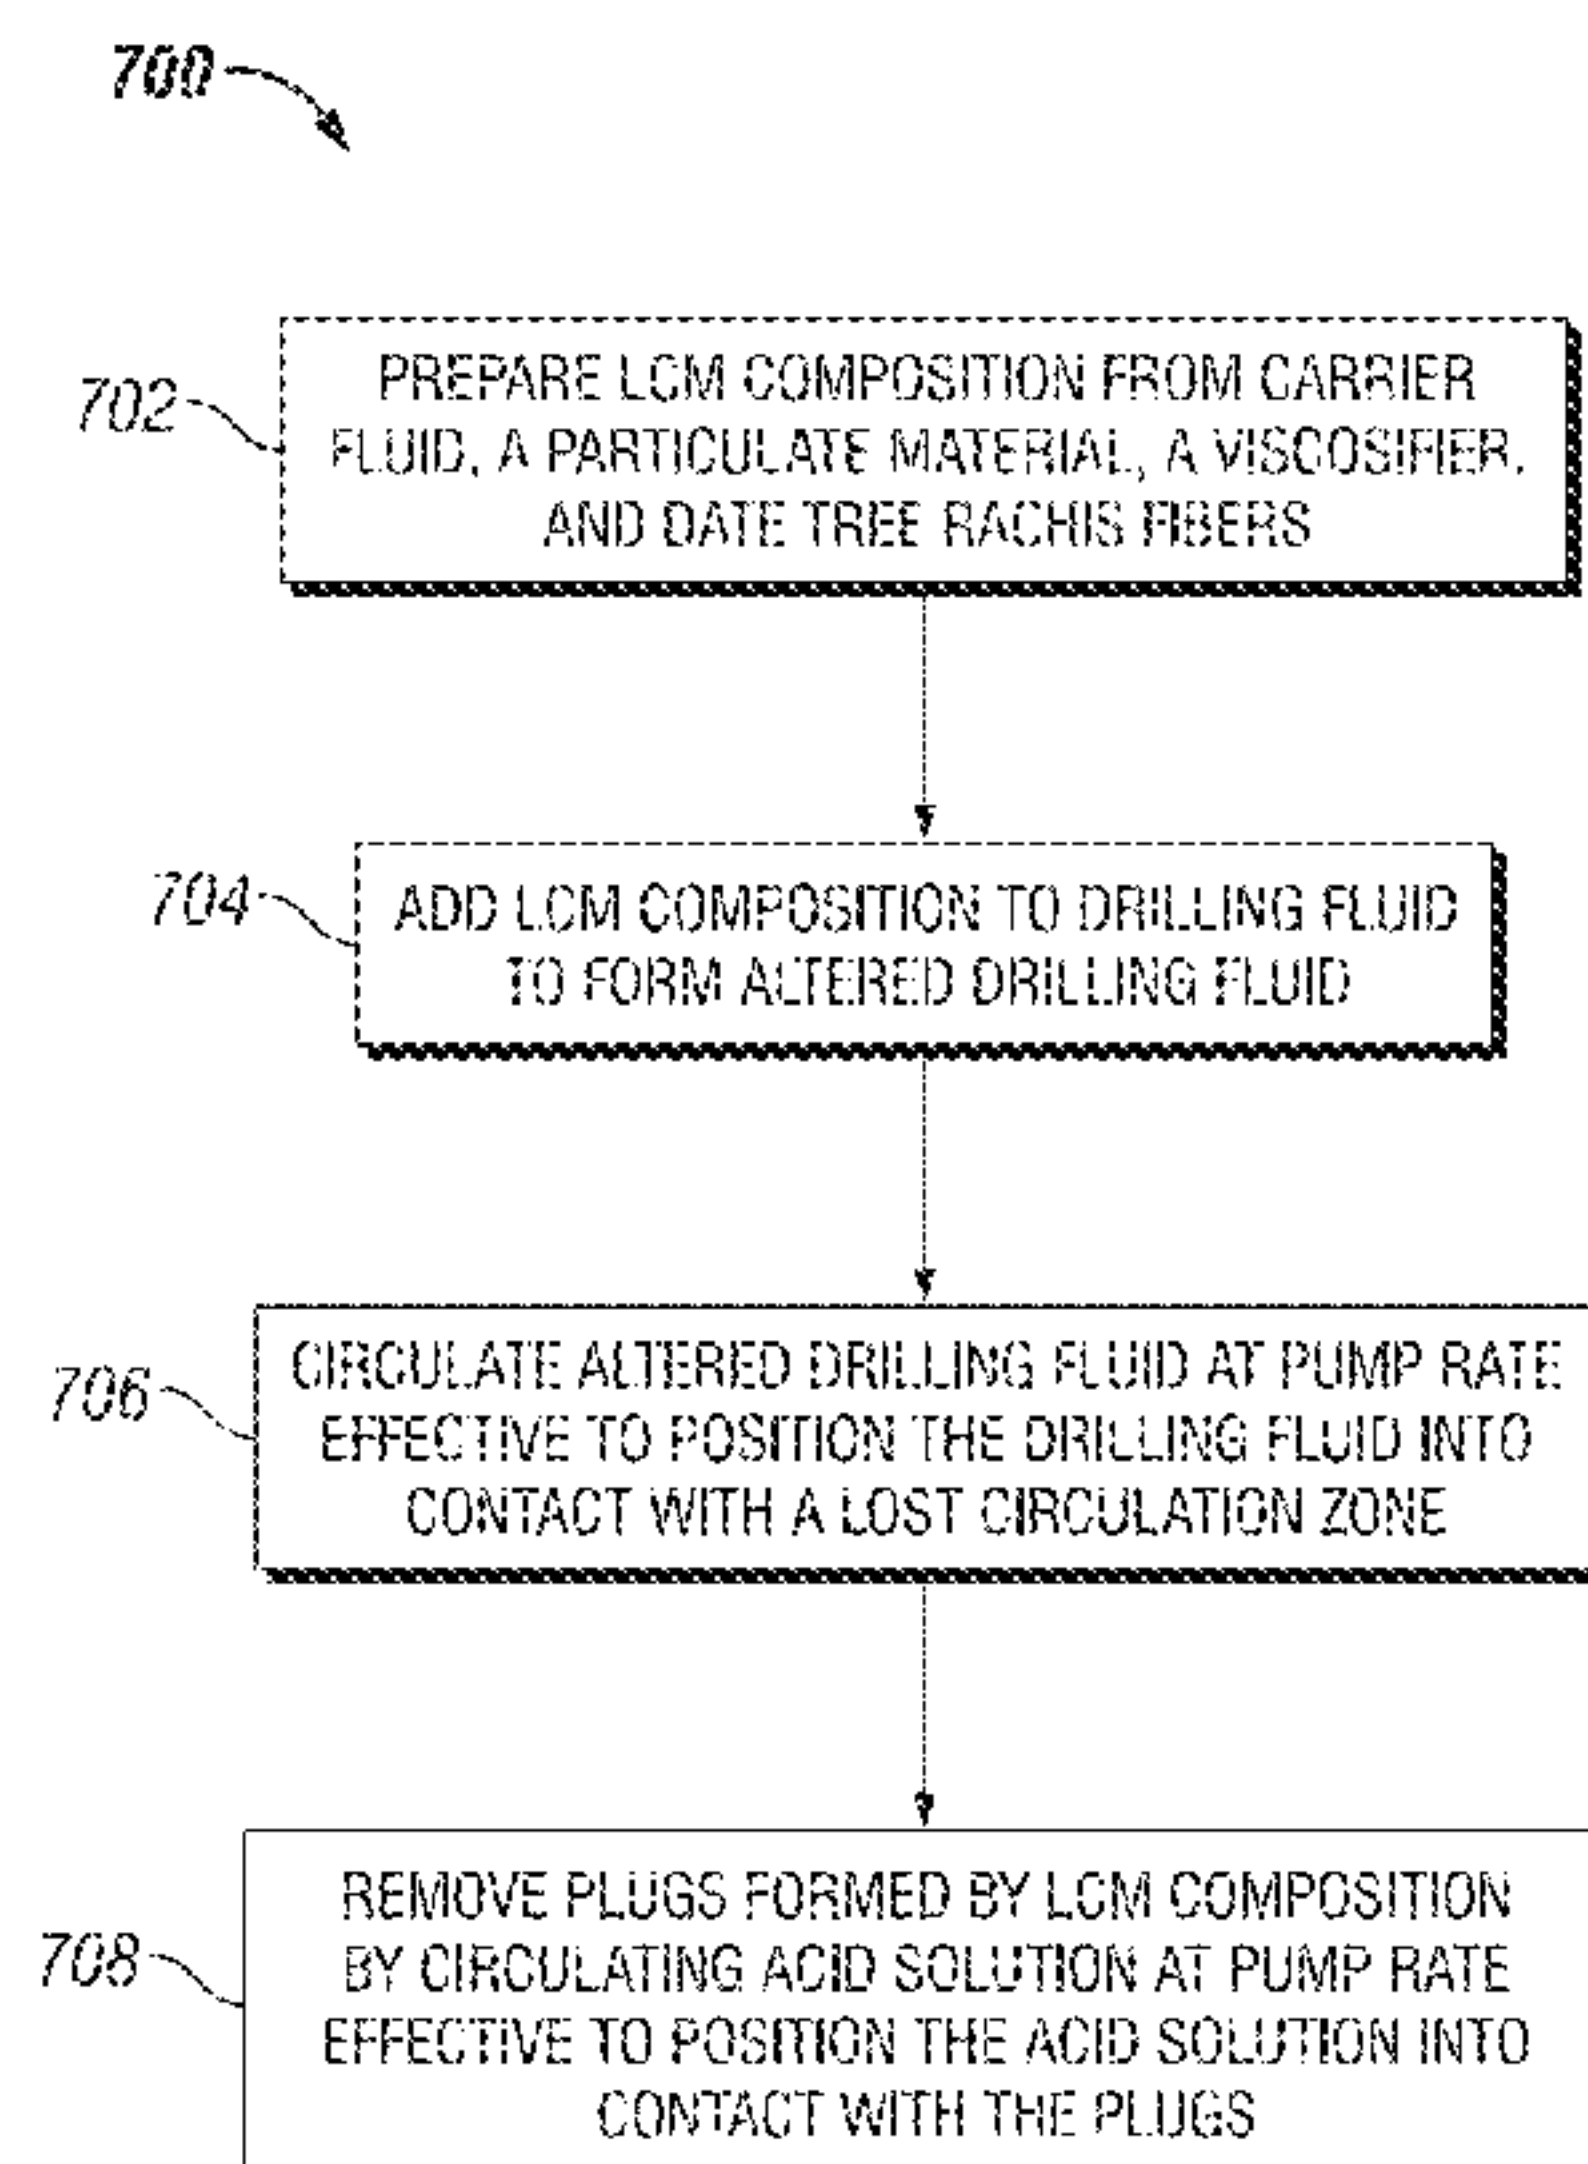 700
702
PREPARE LCM COMPOSITION FROM CARRIER
FLUID, A PARTICULATE MATERIAL, A VISCOSIFIER,
AND DATE TREE RACHIS FIBERS
704
ADD LCM COMPOSITION TO DRILLING FLUID
TO FORM ALTERED DRILLING FLUID
706
CIRCULATE ALTERED DRILLING FLUID AT PUMP RATE
EFFECTIVE TO POSITION THE DRILLING FLUID INTO
CONTACT WITH A LOST CIRCULATION ZONE
708
REMOVE PLUGS FORMED BY LCM COMPOSITION
BY CIRCULATING ACID SOLUTION AT PUMP RATE
EFFECTIVE TO POSITION THE ACID SOLUTION INTO
CONTACT WITH THE PLUGS